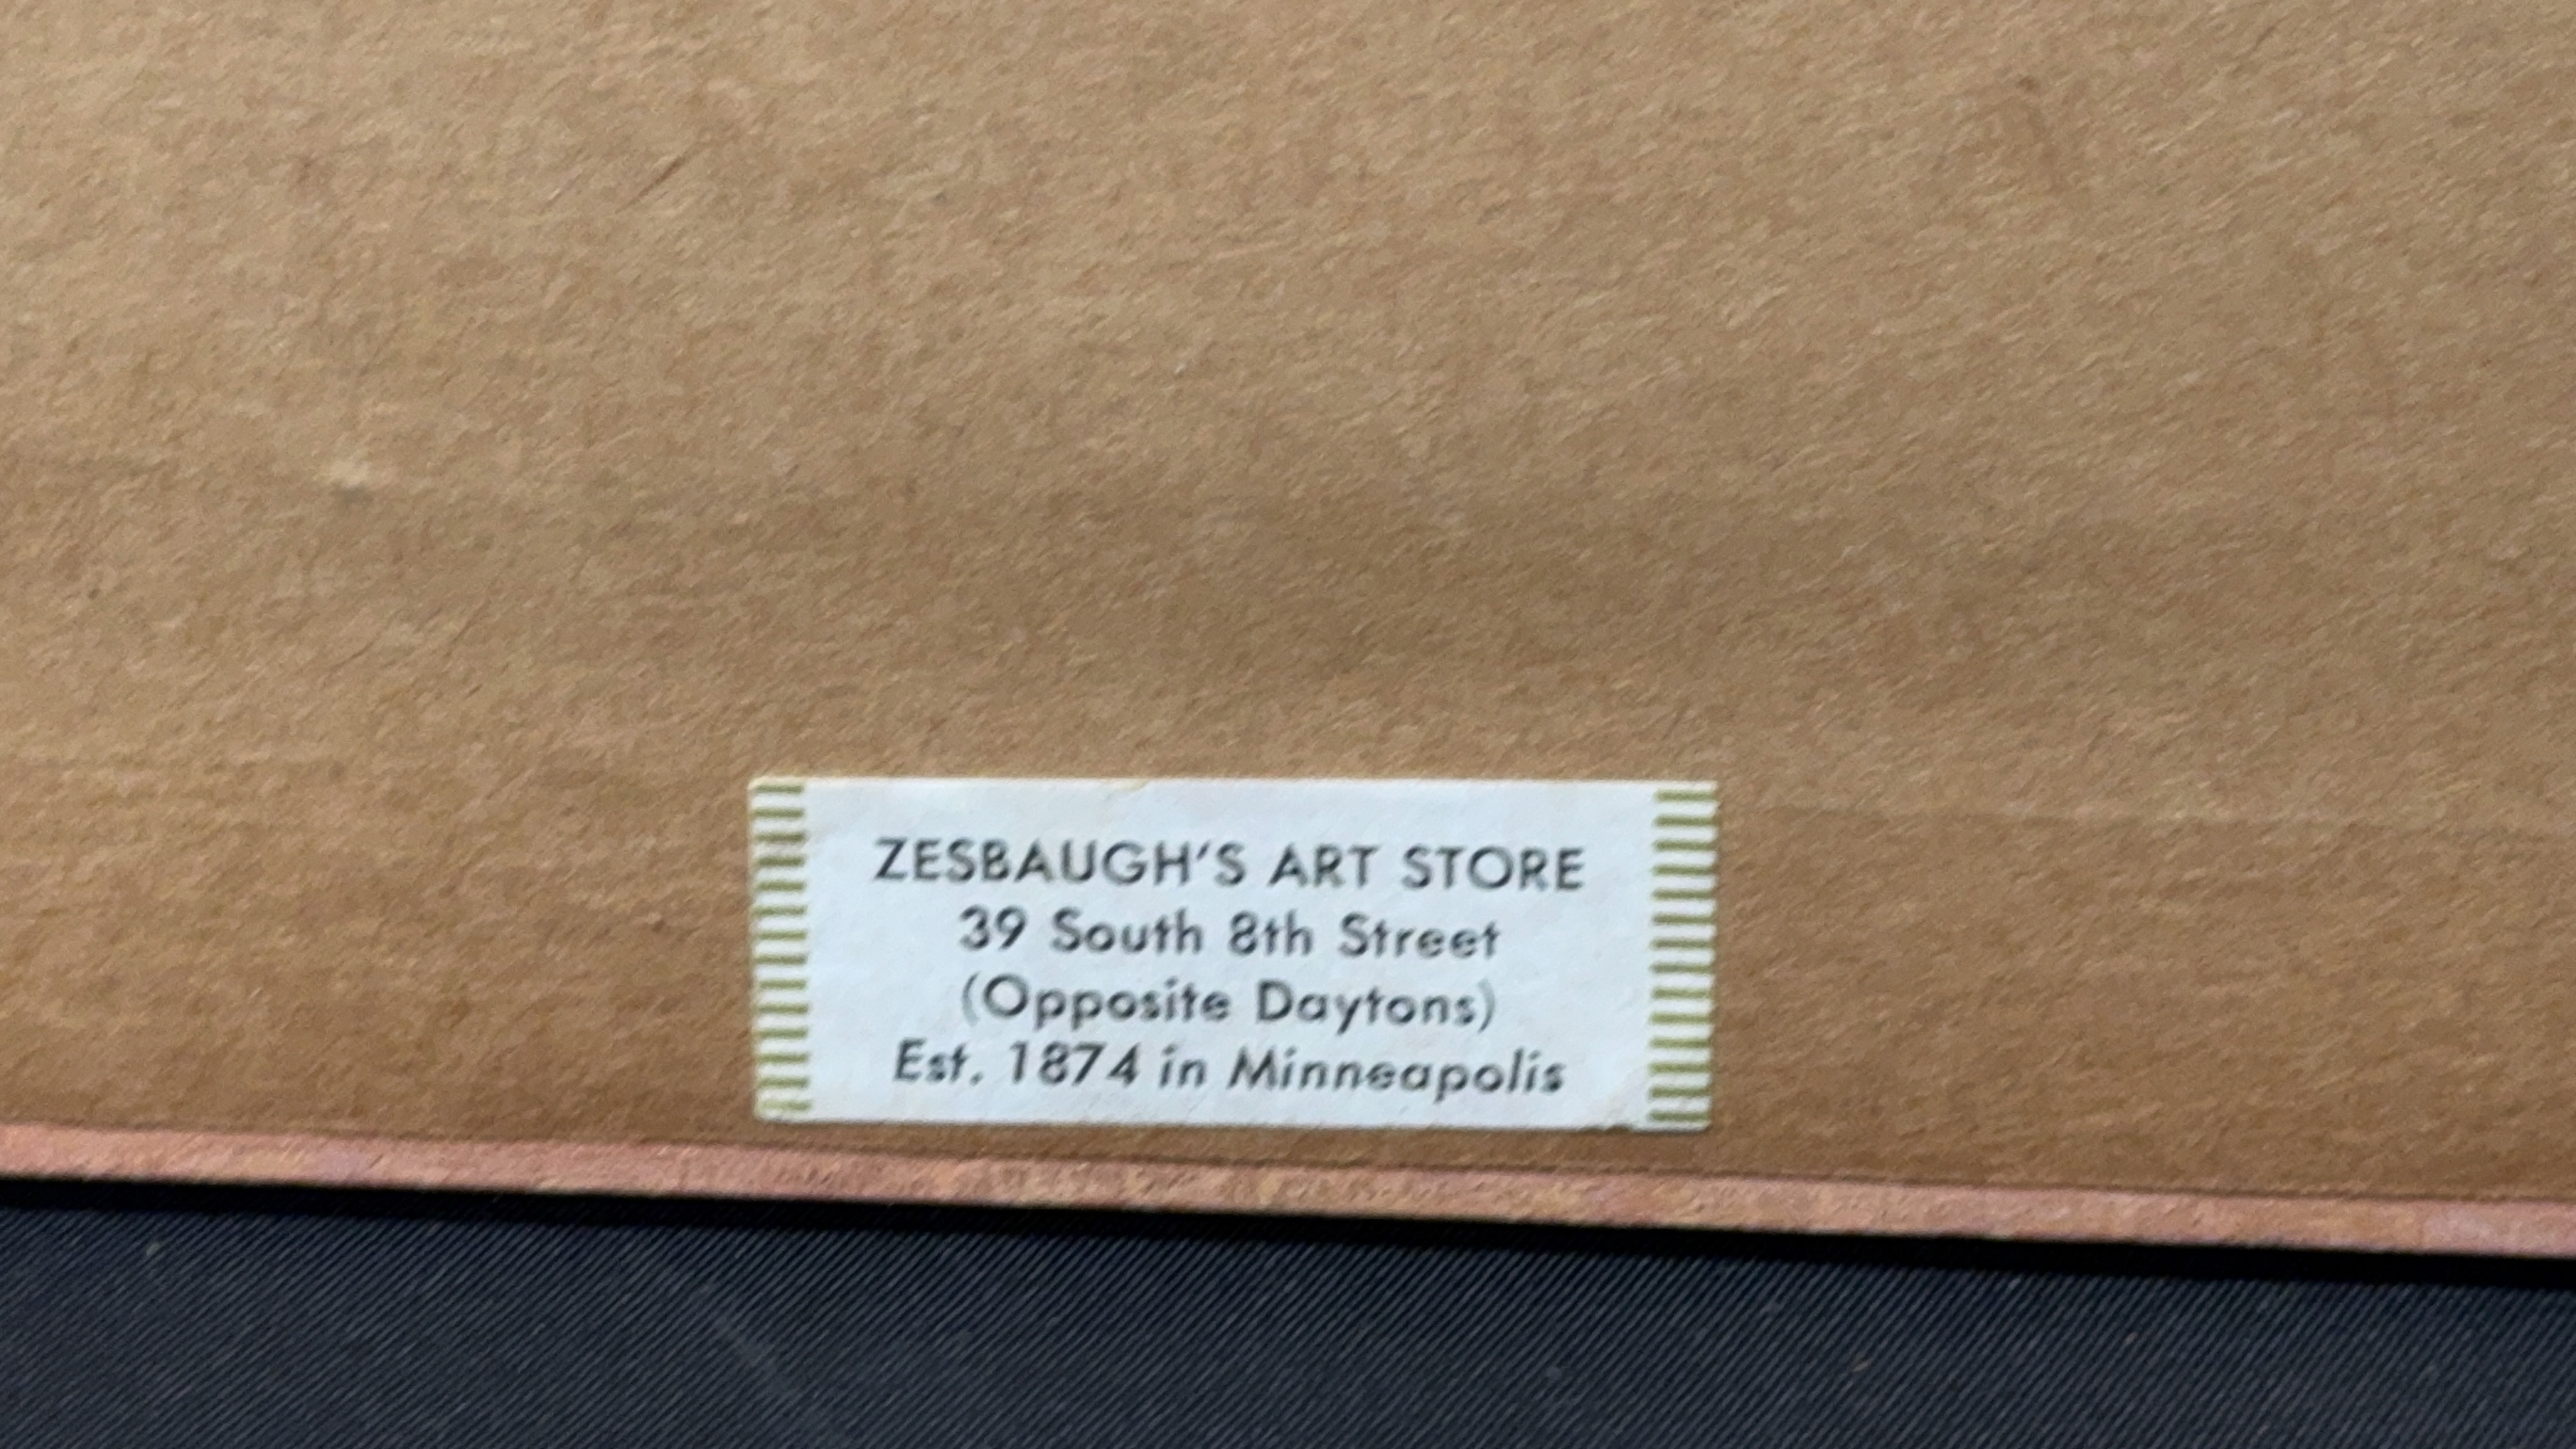 ZESBAUGH'S ART STORE
39 South 8th Street
(Opposite Daytons)
Est. 1874 in Minneapolis